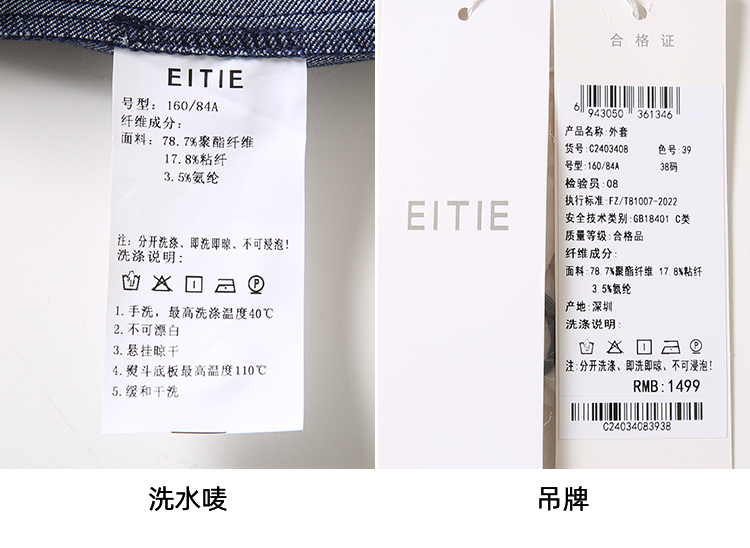 EITIE
号型：160/84A
纤维成分：
面料：78.7%聚酯纤维
17.8%粘纤
3.5%氨纶
注：分开洗涤、即洗即晾、不可浸泡！
洗涤说明：
1.手洗，最高洗涤温度40℃
2.不可漂白
3.悬挂晾干
4.熨斗底板最高温度110℃
5.缓和干洗
洗水唛
EITIE
合格证
6 943050 361346
产品名称：外套
货号：C2403408 色号：39
号型：160/84A 38码
检验员：08
执行标准：FZ/T81007-2022
安全技术类别：GB18401 C类
质量等级：合格品
纤维成分：
面料：78.7%聚酯纤维 17.8%粘纤
3.5%氨纶
产地：深圳
洗涤说明：
注：分开洗涤、即洗即晾、不可浸泡！
RMB:1499
C24034083938
吊牌